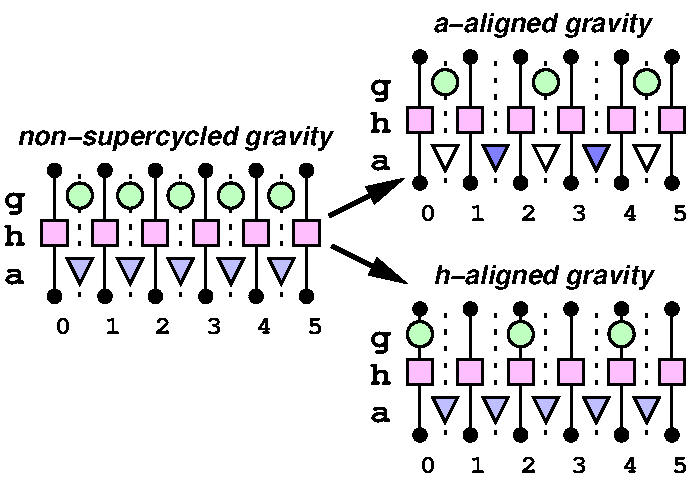 a-aligned gravity
g
h
a
0 1 2 3 4 5
non-supercycled gravity
g
h
a
0 1 2 3 4 5
h-aligned gravity
g
h
a
0 1 2 3 4 5